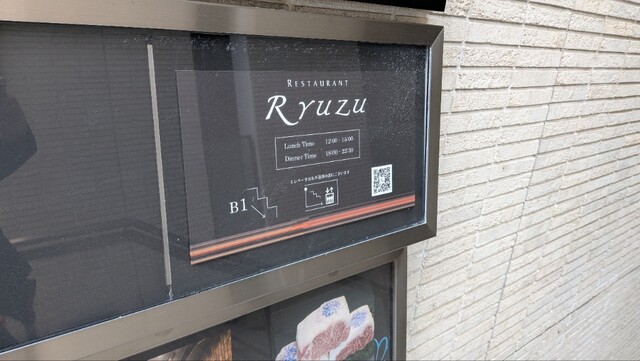 RESTAURANT
Ryuzu
Lunch Time 12:00 - 15:00
Dinner Time 18:00 - 22:30
B1